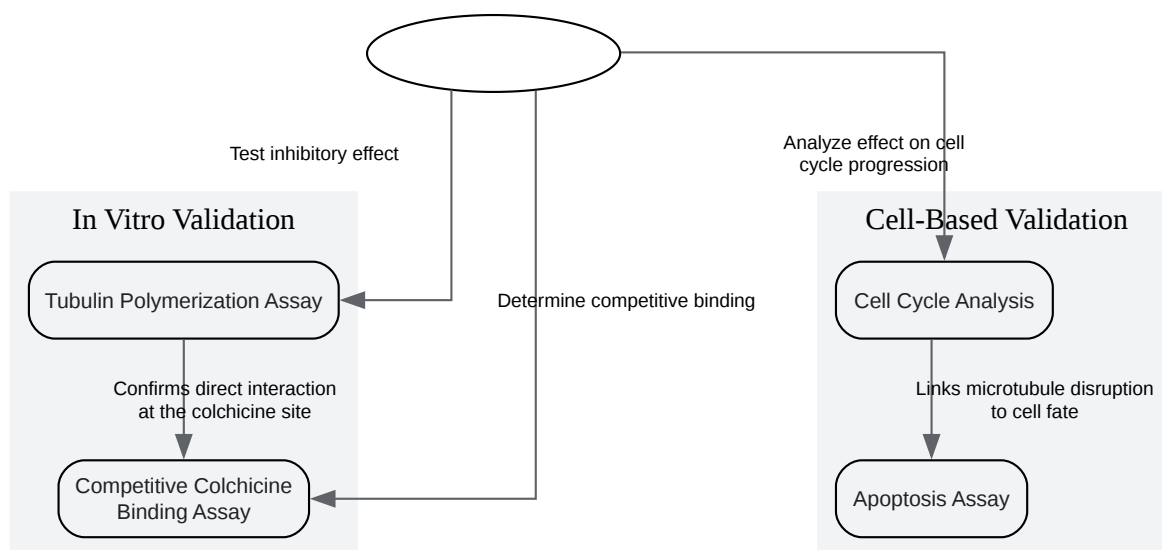 Test inhibitory effect
Analyze effect on cell
cycle progression
In Vitro Validation
Cell-Based Validation
Tubulin Polymerization Assay
Determine competitive binding
Cell Cycle Analysis
Confirms direct interaction
at the colchicine site
Links microtubule disruption
to cell fate
Competitive Colchicine
Binding Assay
Apoptosis Assay